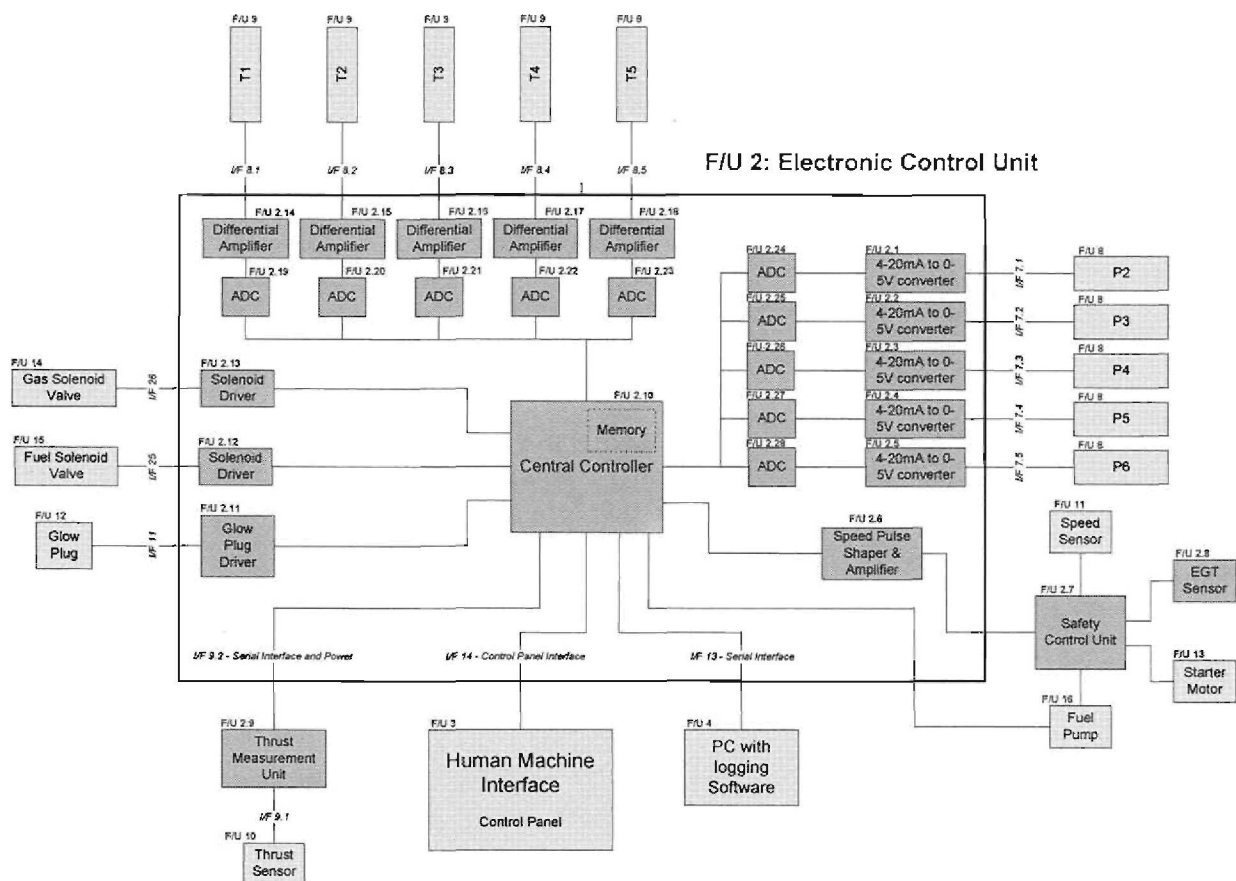 F/U 9
F/U 9
F/U 9
F/U 9
F/U 9
T1
T2
T3
T4
T5
I/F 8.1
I/F 8.2
I/F 8.3
I/F 8.4
I/F 8.5
F/U 2: Electronic Control Unit
F/U 2.14
F/U 2.15
F/U 2.16
F/U 2.17
F/U 2.18
Differential
Amplifier
Differential
Amplifier
Differential
Amplifier
Differential
Amplifier
Differential
Amplifier
F/U 2.19
F/U 2.20
F/U 2.21
F/U 2.22
F/U 2.23
ADC
ADC
ADC
ADC
ADC
F/U 2.24
ADC
F/U 2.1
4-20mA to 0-
5V converter
I/F 7.1
F/U 8
P2
F/U 2.25
ADC
F/U 2.2
4-20mA to 0-
5V converter
I/F 7.2
F/U 8
P3
F/U 2.26
ADC
F/U 2.3
4-20mA to 0-
5V converter
I/F 7.3
F/U 8
P4
F/U 2.27
ADC
F/U 2.4
4-20mA to 0-
5V converter
I/F 7.4
F/U 8
P5
F/U 2.28
ADC
F/U 2.5
4-20mA to 0-
5V converter
I/F 7.5
F/U 8
P6
F/U 14
Gas Solenoid
Valve
I/F 26
F/U 2.13
Solenoid
Driver
F/U 15
Fuel Solenoid
Valve
I/F 25
F/U 2.12
Solenoid
Driver
F/U 12
Glow
Plug
I/F 11
F/U 2.11
Glow
Plug
Driver
F/U 2.10
Memory
Central Controller
F/U 2.6
Speed Pulse
Shaper &
Amplifier
F/U 11
Speed
Sensor
F/U 2.7
Safety
Control Unit
F/U 2.8
EGT
Sensor
F/U 13
Starter
Motor
F/U 16
Fuel
Pump
I/F 9.2 - Serial Interface and Power
I/F 14 - Control Panel Interface
I/F 13 - Serial Interface
F/U 2.9
Thrust
Measurement
Unit
I/F 9.1
F/U 10
Thrust
Sensor
F/U 3
Human Machine
Interface
Control Panel
F/U 4
PC with
logging
Software